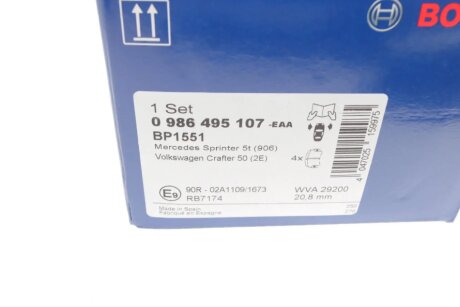 BOSCH
1 Set
0 986 495 107 -EAA
BP1551
Mercedes Sprinter 5t (906)
Volkswagen Crafter 50 (2E)
4x
E9
90R - 02A1109/1673
RB7174
WVA 29200
20,8 mm
Made in Spain
Fabriqué en Espagne